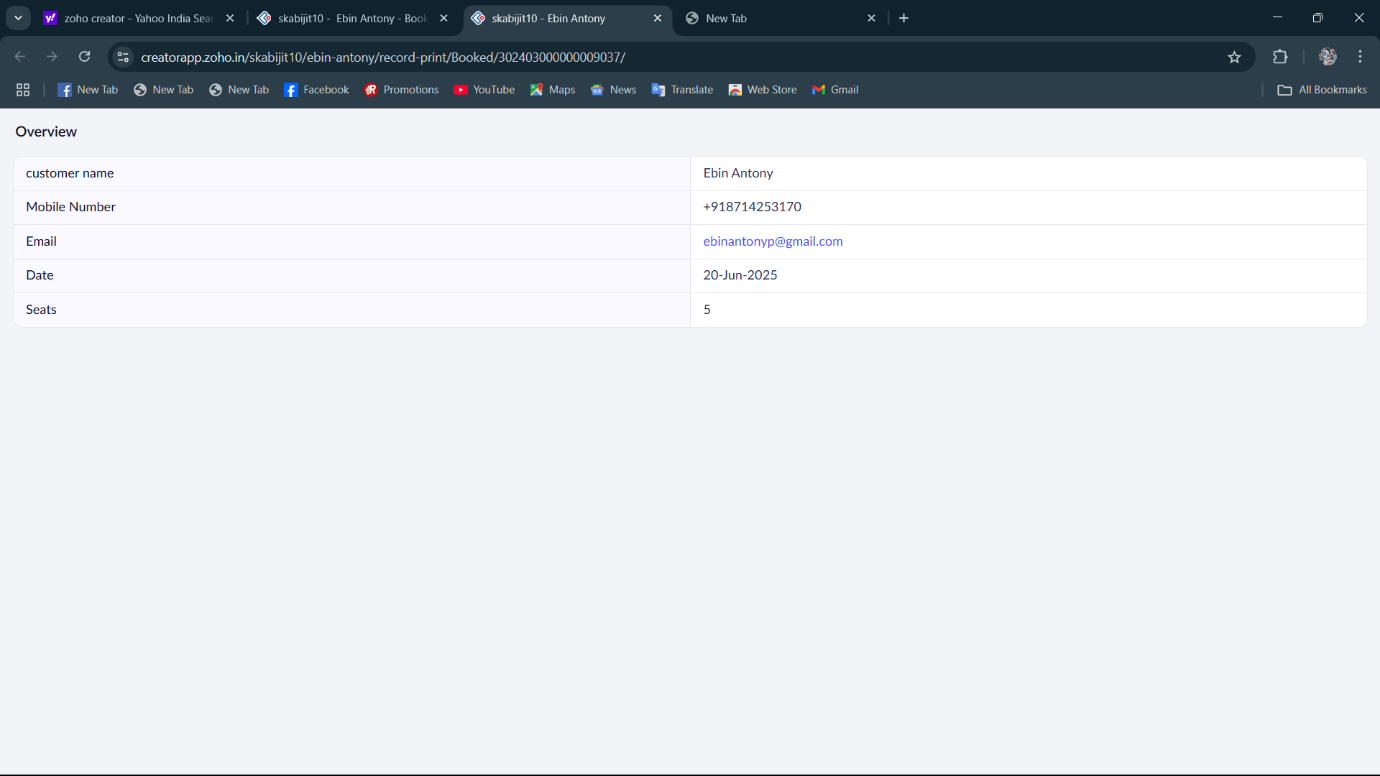 zoho creator - Yahoo India Sear
skabijit10 - Ebin Antony - Book
skabijit10 - Ebin Antony
New Tab
creatorapp.zoho.in/skabijit10/ebin-antony/record-print/Booked/302403000000009037/
New Tab
New Tab
New Tab
Facebook
Promotions
YouTube
Maps
News
Translate
Web Store
Gmail
All Bookmarks
Overview
customer name Ebin Antony
Mobile Number +918714253170
Email ebinantonyp@gmail.com
Date 20-Jun-2025
Seats 5